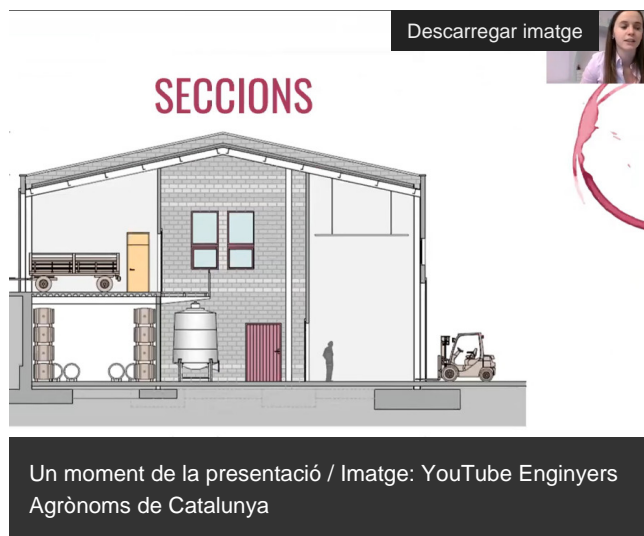 Descarregar imatge
SECCIONS
Un moment de la presentació / Imatge: YouTube Enginyers
Agrònoms de Catalunya